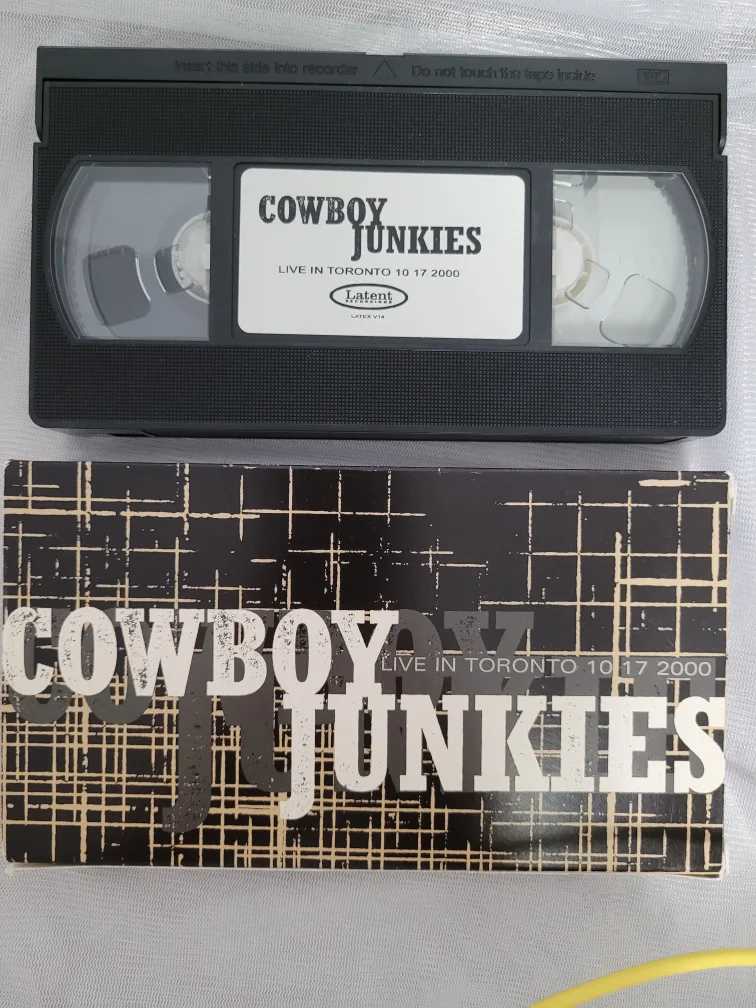 Insert this side into recorder
Do not touch the tape inside
COWBOY
JUNKIES
LIVE IN TORONTO 10 17 2000
Latent
RECORDINGS
LATEX V14
COWBOY
LIVE IN TORONTO 10 17 2000
JUNKIES